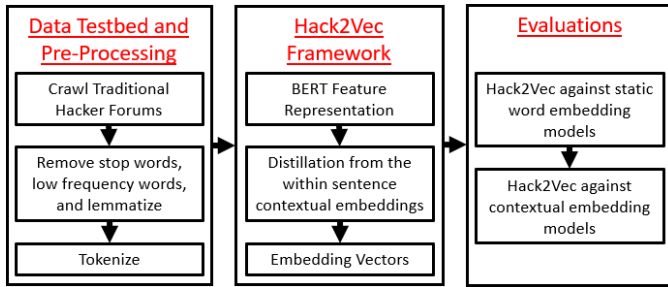 Data Testbed and
Pre-Processing
Crawl Traditional
Hacker Forums
Remove stop words,
low frequency words,
and lemmatize
Tokenize
Hack2Vec
Framework
BERT Feature
Representation
Distillation from the
within sentence
contextual embeddings
Embedding Vectors
Evaluations
Hack2Vec against static
word embedding
models
Hack2Vec against
contextual embedding
models